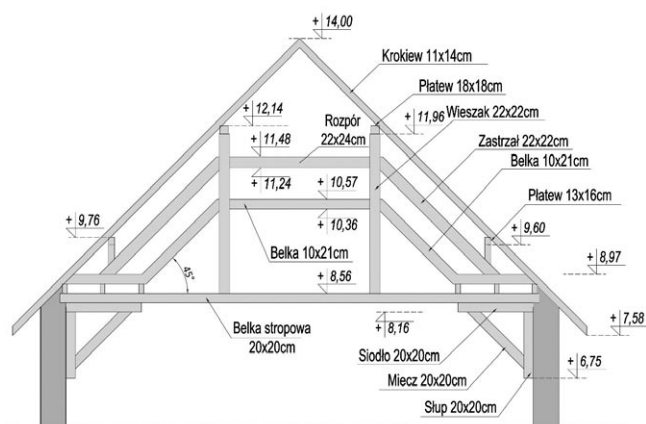 + 14,00
Krokiew 11x14cm
Płatew 18x18cm
+ 12,14
Wieszak 22x22cm
+ 11,96
Rozpór
22x24cm
+ 11,48
Zastrzał 22x22cm
Belka 10x21cm
+ 11,24
+ 10,57
Płatew 13x16cm
+ 9,76
+ 10,36
+ 9,60
Belka 10x21cm
+ 8,97
45°
+ 8,56
+ 7,58
+ 8,16
Belka stropowa
20x20cm
Siodło 20x20cm
+ 6,75
Miecz 20x20cm
Słup 20x20cm